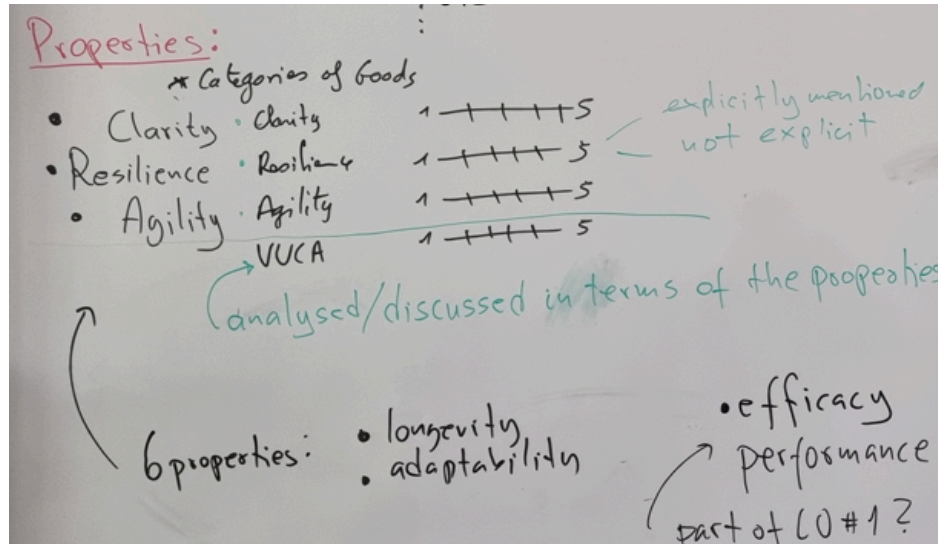 Properties:
* Categories of Goods
• Clarity • Clarity 1 5 explicitly mentioned
not explicit
• Resilience • Resilience 1 5
• Agility • Agility 1 5
VUCA 1 5
analysed/discussed in terms of the properties
6 properties: • longevity
• adaptability
• efficacy
performance
part of #1?